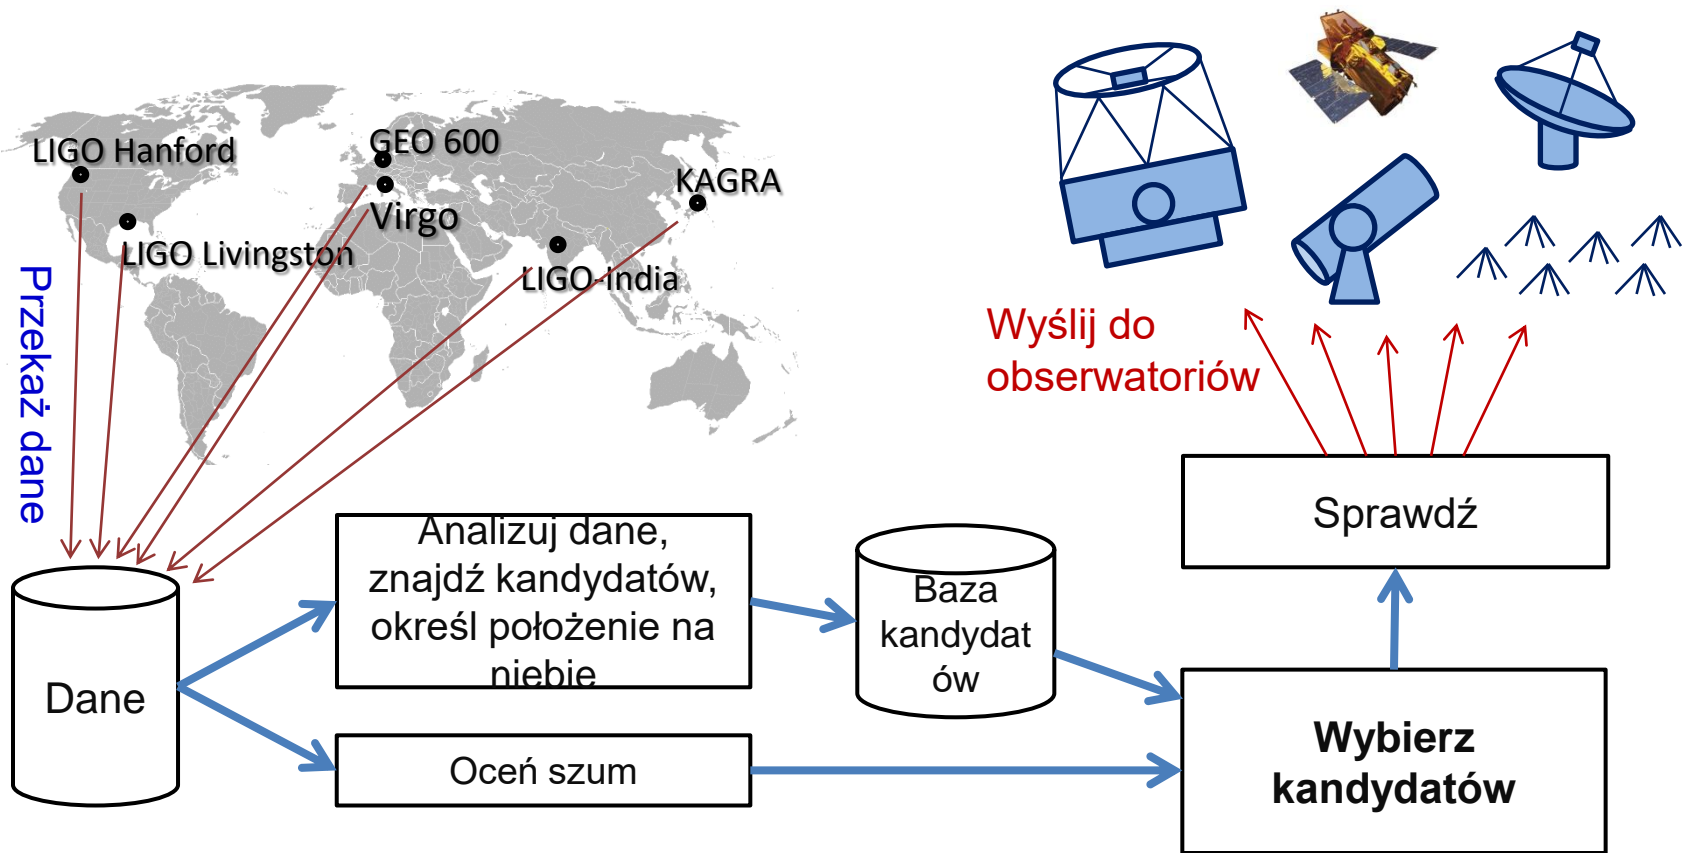 LIGO Hanford
GEO 600
KAGRA
Virgo
LIGO Livingston
LIGO-India
Przekaż dane
Wyślij do
obserwatoriów
Sprawdź
Analizuj dane,
znajdź kandydatów,
określ położenie na
niebie
Baza
kandydat
ów
Dane
Oceń szum
Wybierz
kandydatów